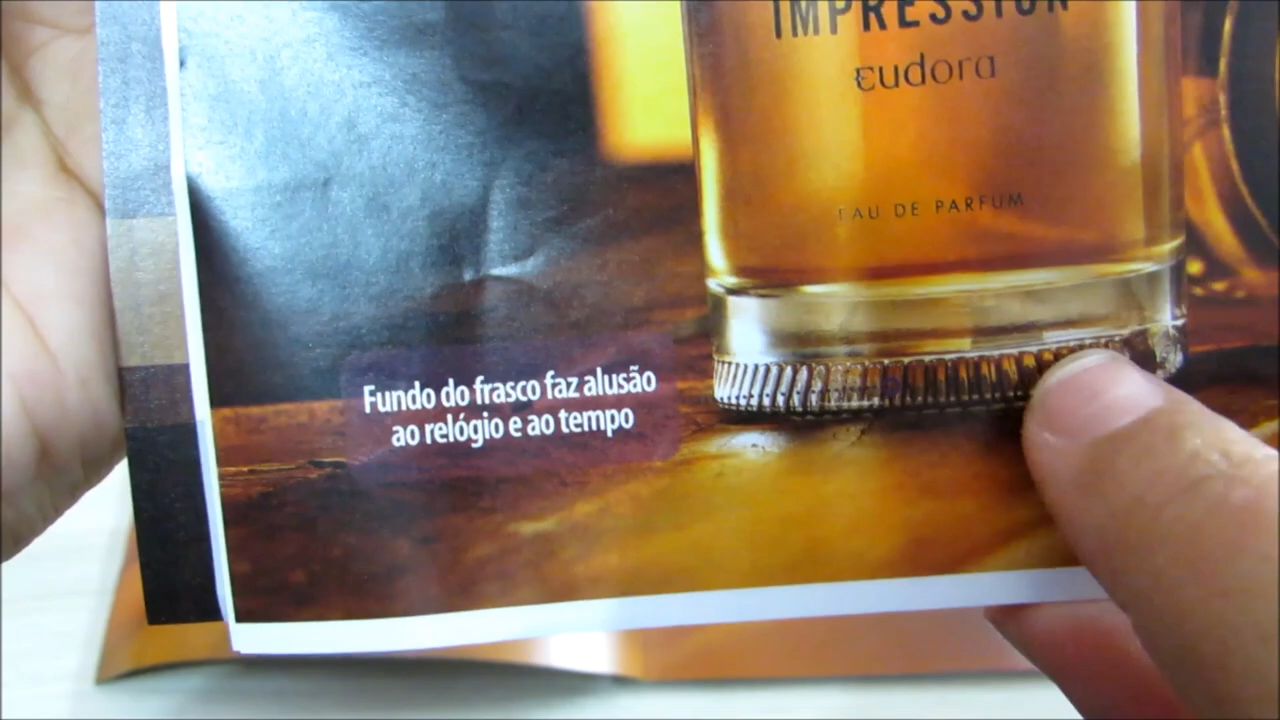 IMPRESSION
eudora
EAU DE PARFUM
Fundo do frasco faz alusão
ao relógio e ao tempo